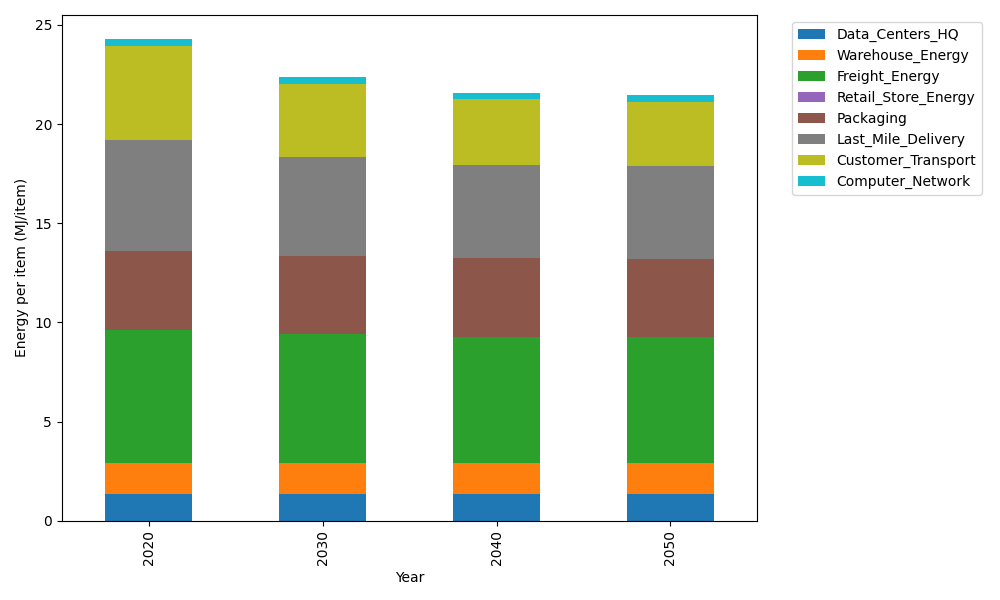 25
20
15
10
5
0
Energy per item (MJ/item)
2020
2030
2040
2050
Year
Data_Centers_HQ
Warehouse_Energy
Freight_Energy
Retail_Store_Energy
Packaging
Last_Mile_Delivery
Customer_Transport
Computer_Network